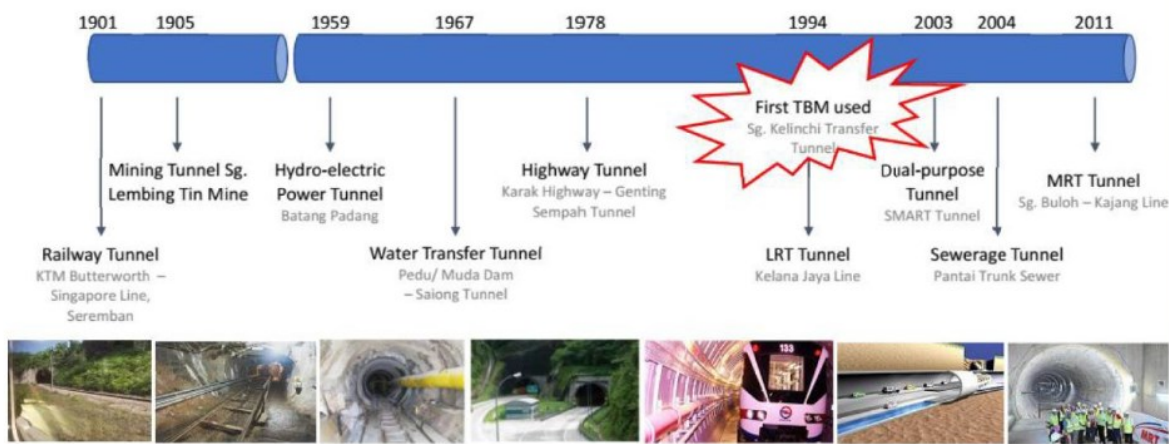 1901
1905
1959
1967
1978
1994
2003
2004
2011
First TBM used
Sg. Kelinchi Transfer
Tunnel
Mining Tunnel Sg.
Lembing Tin Mine
Hydro-electric
Power Tunnel
Batang Padang
Highway Tunnel
Karak Highway – Genting
Sempah Tunnel
Dual-purpose
Tunnel
SMART Tunnel
MRT Tunnel
Sg. Buloh – Kajang Line
Railway Tunnel
KTM Butterworth –
Singapore Line,
Seremban
Water Transfer Tunnel
Pedu/ Muda Dam
– Saiong Tunnel
LRT Tunnel
Kelana Jaya Line
Sewerage Tunnel
Pantai Trunk Sewer
133